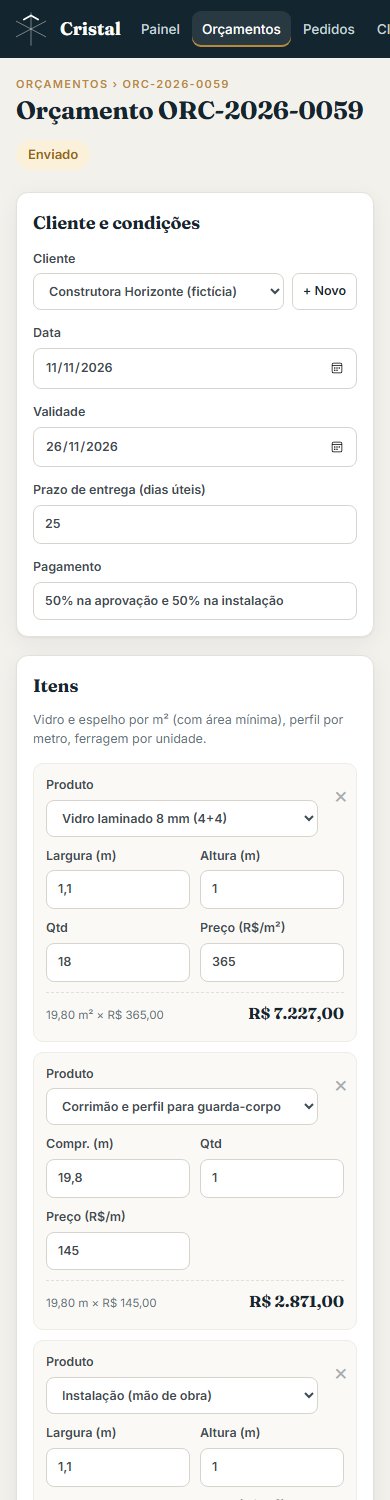 Cristal Painel Orçamentos Pedidos
ORÇAMENTOS › ORC-2026-0059
Orçamento ORC-2026-0059
Enviado
Cliente e condições
Cliente
Construtora Horizonte (fictícia) + Novo
Data
11/11/2026
Validade
26/11/2026
Prazo de entrega (dias úteis)
25
Pagamento
50% na aprovação e 50% na instalação
Itens
Vidro e espelho por m² (com área mínima), perfil por
metro, ferragem por unidade.
Produto
Vidro laminado 8 mm (4+4)
Largura (m) Altura (m)
1,1 1
Qtd Preço (R$/m²)
18 365
19,80 m² × R$ 365,00 R$ 7.227,00
Produto
Corrimão e perfil para guarda-corpo
Compr. (m) Qtd
19,8 1
Preço (R$/m)
145
19,80 m × R$ 145,00 R$ 2.871,00
Produto
Instalação (mão de obra)
Largura (m) Altura (m)
1,1 1